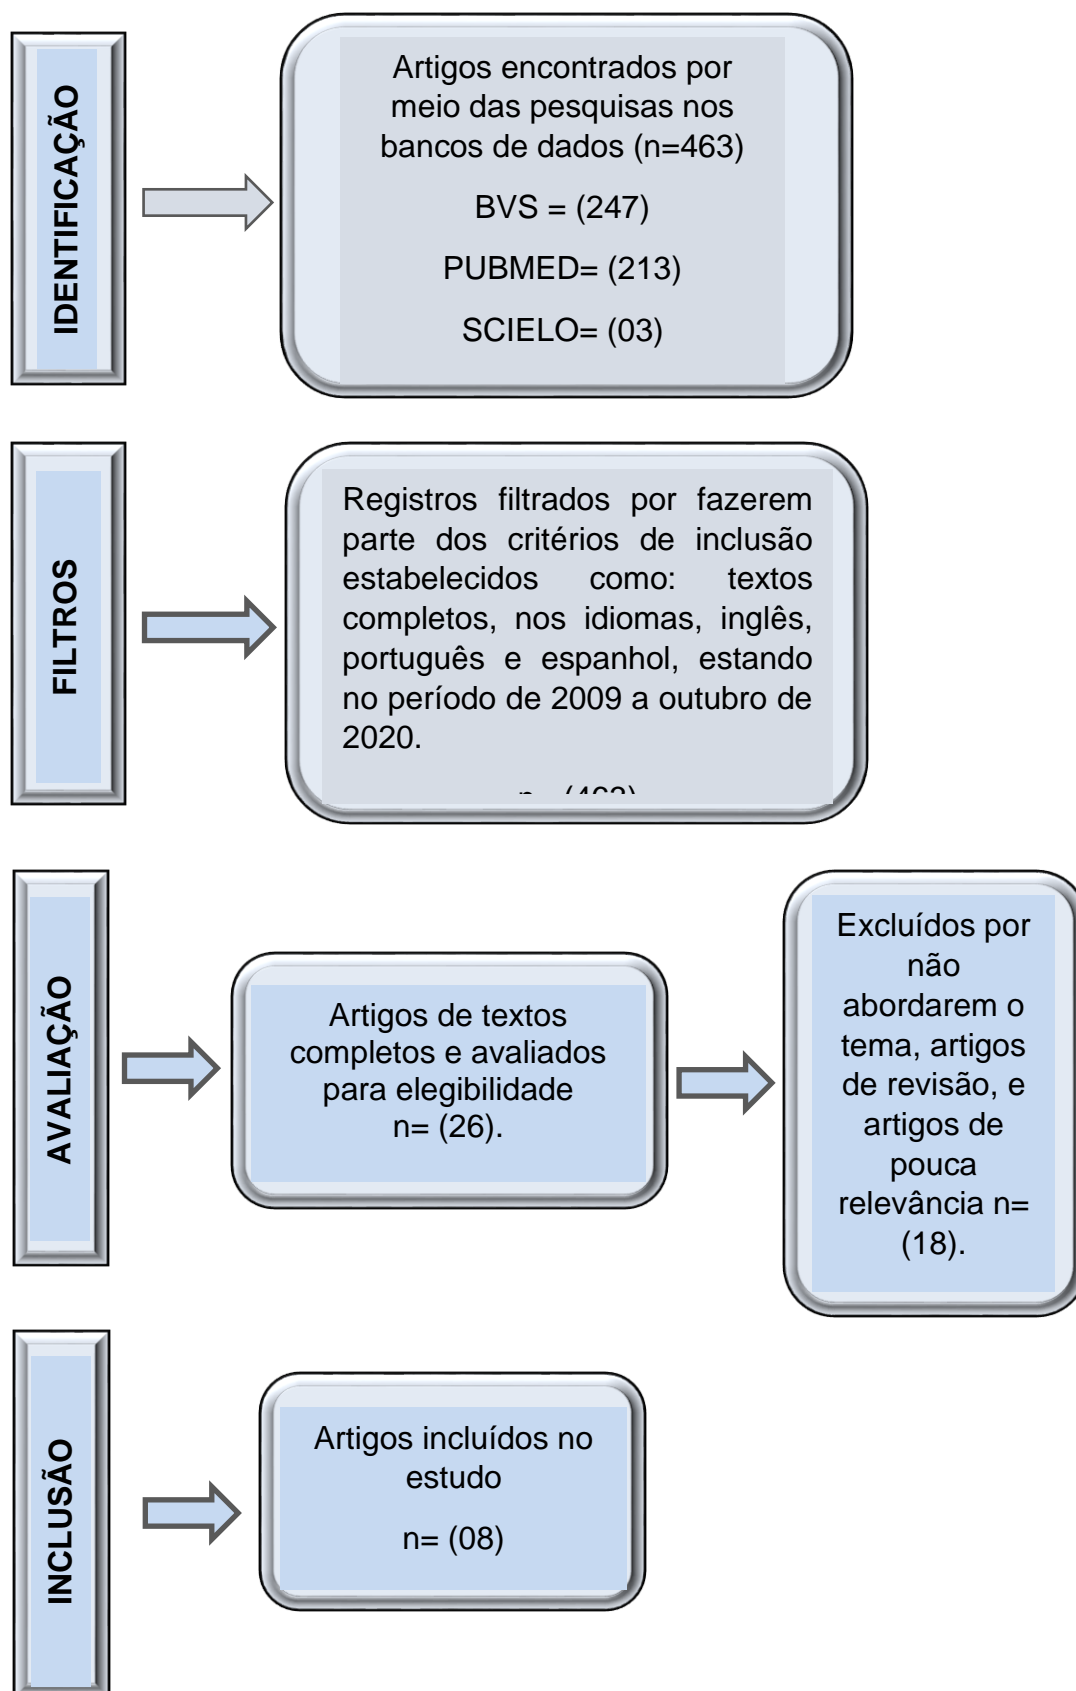 IDENTIFICAÇÃO
Artigos encontrados por
meio das pesquisas nos
bancos de dados (n=463)
BVS = (247)
PUBMED= (213)
SCIELO= (03)
FILTROS
Registros filtrados por fazerem
parte dos critérios de inclusão
estabelecidos como: textos
completos, nos idiomas, inglês,
português e espanhol, estando
no período de 2009 a outubro de
2020.
AVALIAÇÃO
Artigos de textos
completos e avaliados
para elegibilidade
n= (26).
Excluídos por
não
abordarem o
tema, artigos
de revisão, e
artigos de
pouca
relevância n=
(18).
INCLUSÃO
Artigos incluídos no
estudo
n= (08)